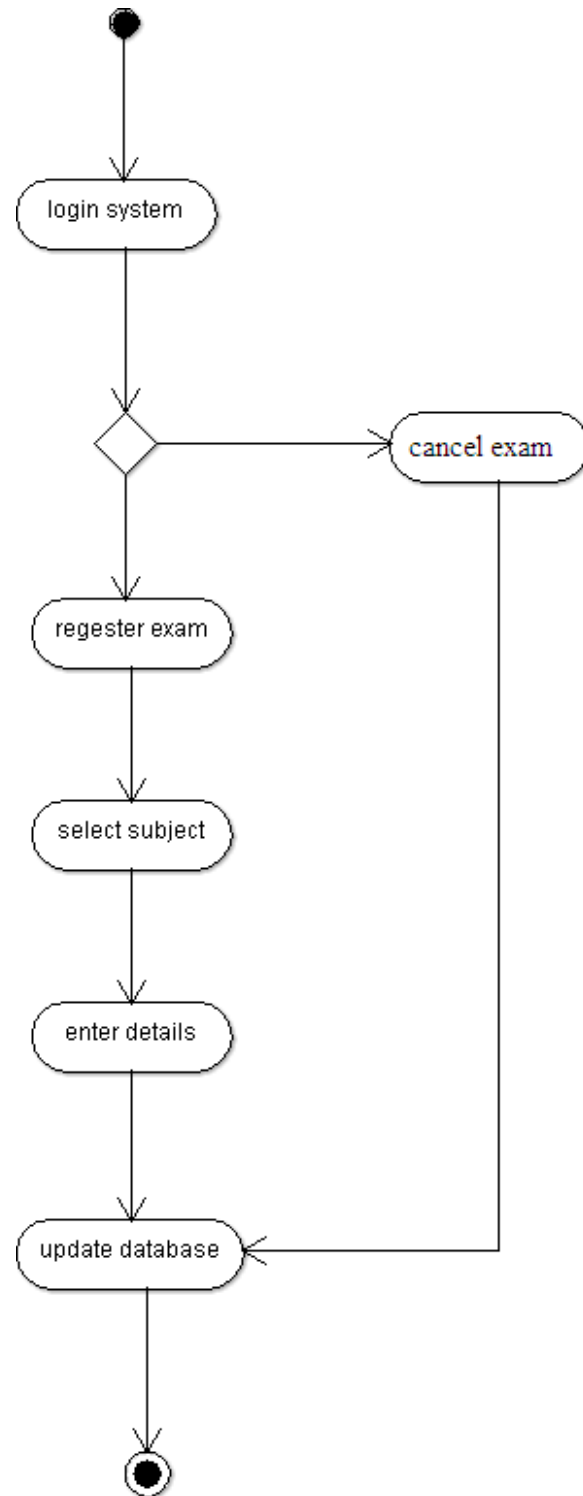 login system
cancel exam
regester exam
select subject
enter details
update database